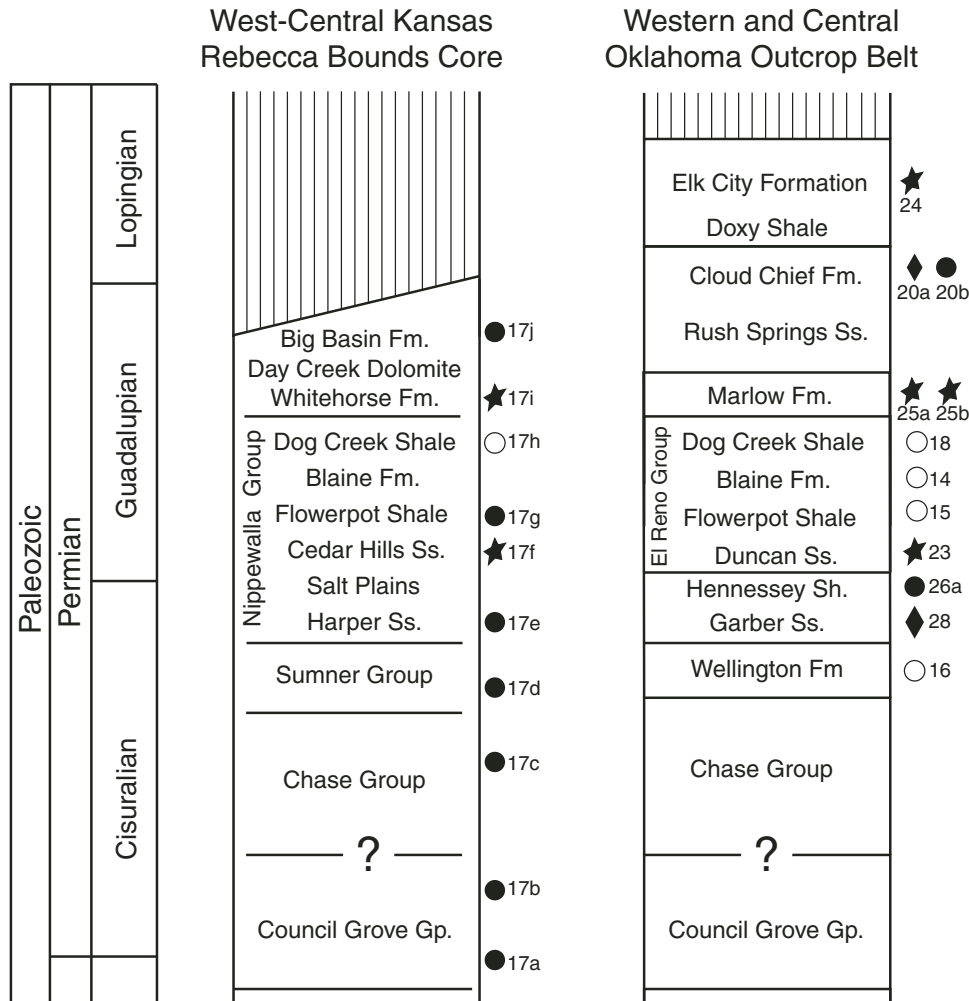 West-Central Kansas
Rebecca Bounds Core
Western and Central
Oklahoma Outcrop Belt
Paleozoic
Permian
Lopingian
Guadalupian
Cisuralian
Big Basin Fm.
17j
Day Creek Dolomite
Whitehorse Fm.
17i
Nippewalla Group
Dog Creek Shale
17h
Blaine Fm.
Flowerpot Shale
17g
Cedar Hills Ss.
17f
Salt Plains
Harper Ss.
17e
Sumner Group
17d
Chase Group
17c
?
17b
Council Grove Gp.
17a
Elk City Formation
24
Doxy Shale
Cloud Chief Fm.
20a 20b
Rush Springs Ss.
Marlow Fm.
25a 25b
El Reno Group
Dog Creek Shale
18
Blaine Fm.
14
Flowerpot Shale
15
Duncan Ss.
23
Hennessey Sh.
26a
Garber Ss.
28
Wellington Fm
16
Chase Group
?
Council Grove Gp.